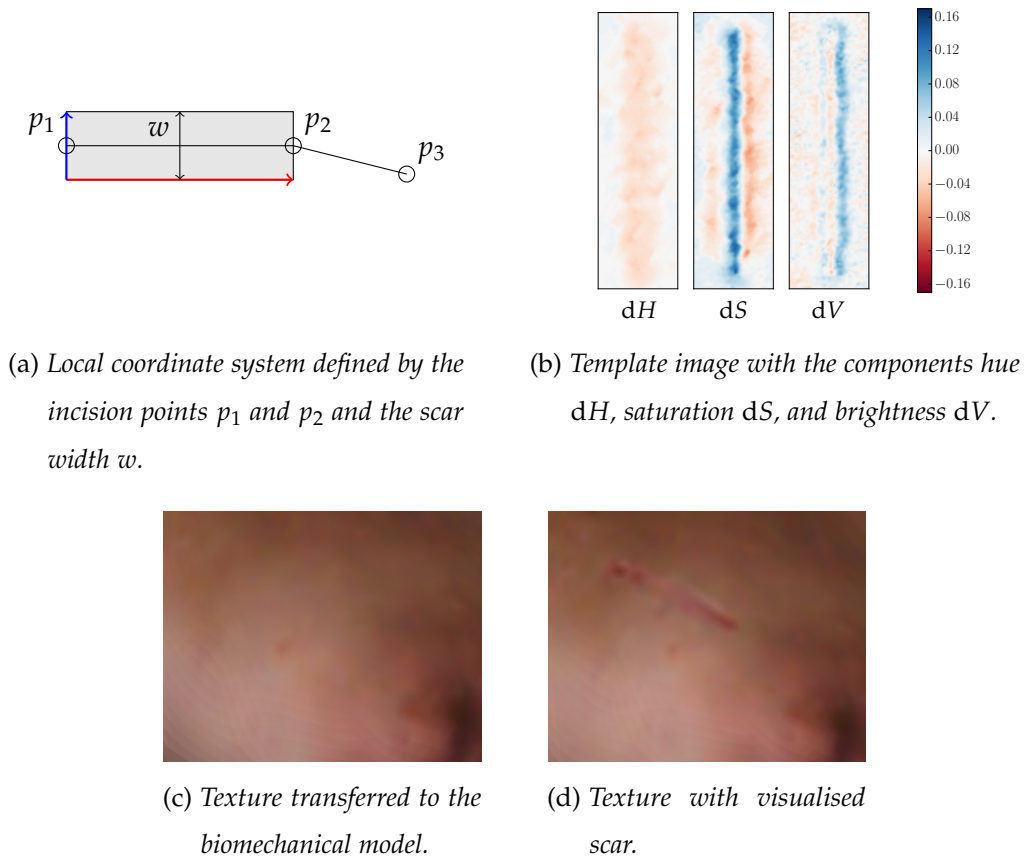 p₁
w
p₂
p₃
0.16
0.12
0.08
0.04
0.00
−0.04
−0.08
−0.12
−0.16
dH dS dV
(a) Local coordinate system defined by the
incision points p₁ and p₂ and the scar
width w.
(b) Template image with the components hue
dH, saturation dS, and brightness dV.
(c) Texture transferred to the
biomechanical model.
(d) Texture with visualised
scar.